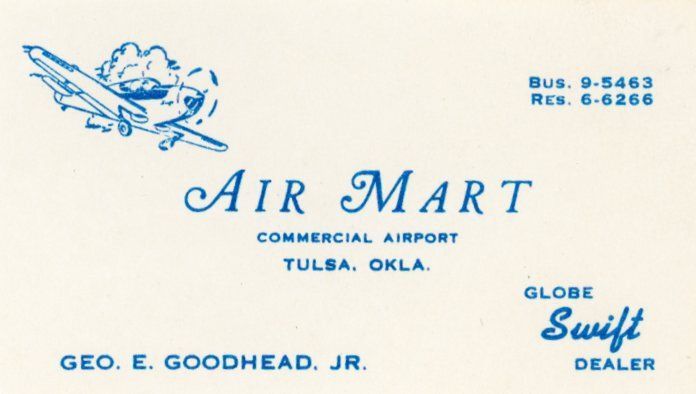 BUS. 9-5463
RES. 6-6266
AIR MART
COMMERCIAL AIRPORT
TULSA, OKLA.
GLOBE
Swift
DEALER
GEO. E. GOODHEAD, JR.